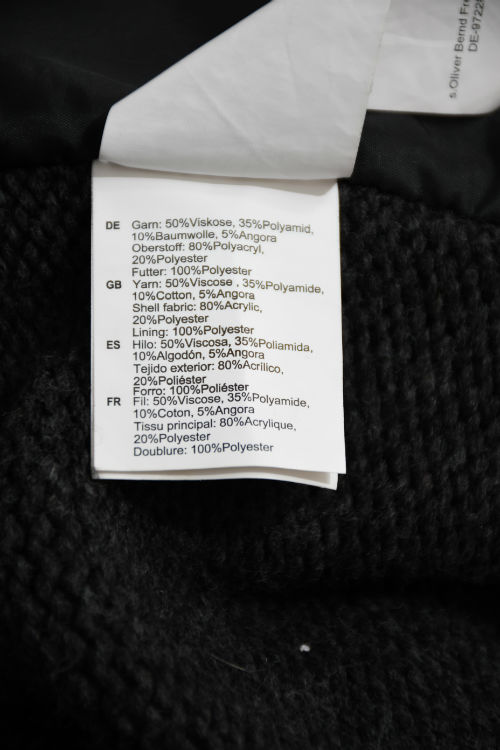 s.Oliver Bernd Fre
DE-9722
DE Garn: 50%Viskose, 35%Polyamid,
10%Baumwolle, 5%Angora
Oberstoff: 80%Polyacryl,
20%Polyester
Futter: 100%Polyester
GB Yarn: 50%Viscose , 35%Polyamide,
10%Cotton, 5%Angora
Shell fabric: 80%Acrylic,
20%Polyester
Lining: 100%Polyester
ES Hilo: 50%Viscosa, 35%Poliamida,
10%Algodón, 5%Angora
Tejido exterior: 80%Acrílico,
20%Poliéster
Forro: 100%Poliéster
FR Fil: 50%Viscose, 35%Polyamide,
10%Coton, 5%Angora
Tissu principal: 80%Acrylique,
20%Polyester
Doublure: 100%Polyester